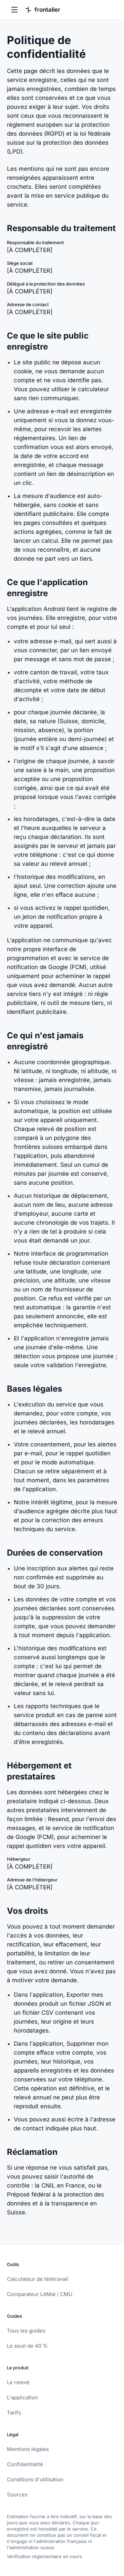 frontalier
Politique de
confidentialité
Cette page décrit les données que le
service enregistre, celles qui ne sont
jamais enregistrées, combien de temps
elles sont conservées et ce que vous
pouvez exiger à leur sujet. Vos droits
sont ceux que vous reconnaissent le
règlement européen sur la protection
des données (RGPD) et la loi fédérale
suisse sur la protection des données
(LPD).
Les mentions qui ne sont pas encore
renseignées apparaissent entre
crochets. Elles seront complétées
avant la mise en service publique du
service.
Responsable du traitement
Responsable du traitement
[À COMPLÉTER]
Siège social
[À COMPLÉTER]
Délégué à la protection des données
[À COMPLÉTER]
Adresse de contact
[À COMPLÉTER]
Ce que le site public
enregistre
Le site public ne dépose aucun
cookie, ne vous demande aucun
compte et ne vous identifie pas.
Vous pouvez utiliser le calculateur
sans rien communiquer.
Une adresse e-mail est enregistrée
uniquement si vous la donnez vous-
même, pour recevoir les alertes
réglementaires. Un lien de
confirmation vous est alors envoyé,
la date de votre accord est
enregistrée, et chaque message
contient un lien de désinscription en
un clic.
La mesure d'audience est auto-
hébergée, sans cookie et sans
identifiant publicitaire. Elle compte
les pages consultées et quelques
actions agrégées, comme le fait de
lancer un calcul. Elle ne permet pas
de vous reconnaître, et aucune
donnée ne part vers un tiers.
Ce que l'application
enregistre
L'application Android tient le registre de
vos journées. Elle enregistre, pour votre
compte et pour lui seul :
votre adresse e-mail, qui sert aussi à
vous connecter, par un lien envoyé
par message et sans mot de passe ;
votre canton de travail, votre taux
d'activité, votre méthode de
décompte et votre date de début
d'activité ;
pour chaque journée déclarée, la
date, sa nature (Suisse, domicile,
mission, absence), la portion
(journée entière ou demi-journée) et
le motif s'il s'agit d'une absence ;
l'origine de chaque journée, à savoir
une saisie à la main, une proposition
acceptée ou une proposition
corrigée, ainsi que ce qui avait été
proposé lorsque vous l'avez corrigée
;
les horodatages, c'est-à-dire la date
et l'heure auxquelles le serveur a
reçu chaque déclaration. Ils sont
assignés par le serveur et jamais par
votre téléphone : c'est ce qui donne
sa valeur au relevé annuel ;
l'historique des modifications, en
ajout seul. Une correction ajoute une
ligne, elle n'en efface aucune ;
si vous activez le rappel quotidien,
un jeton de notification propre à
votre appareil.
L'application ne communique qu'avec
notre propre interface de
programmation et avec le service de
notification de Google (FCM),
uniquement pour acheminer le rappel
que vous avez demandé. Aucun autre
service tiers n'y est intégré : ni régie
publicitaire, ni outil de mesure tiers, ni
identifiant publicitaire.
Ce qui n'est jamais
enregistré
Aucune coordonnée géographique.
Ni latitude, ni longitude, ni altitude, ni
vitesse : jamais enregistrée, jamais
transmise, jamais journalisée.
Si vous choisissez le mode
automatique, la position est utilisée
sur votre appareil uniquement.
Chaque relevé de position est
comparé à un polygone des
frontières suisses embarqué dans
l'application, puis abandonné
immédiatement. Seul un cumul de
minutes par journée est conservé,
sans aucune position.
Aucun historique de déplacement,
aucun nom de lieu, aucune adresse
d'employeur, aucune carte et
aucune chronologie de vos trajets. Il
n'y a rien de tel à produire si cela
vous était demandé un jour.
Notre interface de programmation
refuse toute déclaration contenant
une latitude, une longitude, une
précision, une altitude, une vitesse
ou un nom de fournisseur de
position. Ce refus est vérifié par un
test automatique : la garantie n'est
pas seulement annoncée, elle est
empêchée techniquement.
Et l'application n'enregistre jamais
une journée d'elle-même. Une
détection vous propose une journée ;
seule votre validation l'enregistre.
Bases légales
L'exécution du service que vous
demandez, pour votre compte, vos
journées déclarées, les horodatages
et le relevé annuel.
Votre consentement, pour les alertes
par e-mail, pour le rappel quotidien
et pour le mode automatique.
Chacun se retire séparément et à
tout moment, dans les paramètres
de l'application.
Notre intérêt légitime, pour la mesure
d'audience agrégée décrite plus haut
et pour la correction des erreurs
techniques du service.
Durées de conservation
Une inscription aux alertes qui reste
non confirmée est supprimée au
bout de 30 jours.
Les données de votre compte et vos
journées déclarées sont conservées
jusqu'à la suppression de votre
compte, que vous pouvez demander
à tout moment depuis l'application.
L'historique des modifications est
conservé aussi longtemps que le
compte : c'est lui qui permet de
montrer quand chaque journée a été
déclarée, et le relevé perdrait sa
valeur sans lui.
Les rapports techniques que le
service produit en cas de panne sont
débarrassés des adresses e-mail et
du contenu des déclarations avant
d'être enregistrés.
Hébergement et
prestataires
Les données sont hébergées chez le
prestataire indiqué ci-dessous. Deux
autres prestataires interviennent de
façon limitée : Resend, pour l'envoi des
messages, et le service de notification
de Google (FCM), pour acheminer le
rappel quotidien vers votre appareil.
Hébergeur
[À COMPLÉTER]
Adresse de l'hébergeur
[À COMPLÉTER]
Vos droits
Vous pouvez à tout moment demander
l'accès à vos données, leur
rectification, leur effacement, leur
portabilité, la limitation de leur
traitement, ou retirer un consentement
que vous avez donné. Vous n'avez pas
à motiver votre demande.
Dans l'application, Exporter mes
données produit un fichier JSON et
un fichier CSV contenant vos
journées, leur origine et leurs
horodatages.
Dans l'application, Supprimer mon
compte efface votre compte, vos
journées, leur historique, vos
appareils enregistrés et les données
conservées sur votre téléphone.
Cette opération est définitive, et le
relevé annuel ne peut plus être
reproduit ensuite.
Vous pouvez aussi écrire à l'adresse
de contact indiquée plus haut.
Réclamation
Si une réponse ne vous satisfait pas,
vous pouvez saisir l'autorité de
contrôle : la CNIL en France, ou le
Préposé fédéral à la protection des
données et à la transparence en
Suisse.
Outils
Calculateur de télétravail
Comparateur LAMal / CMU
Guides
Tous les guides
Le seuil de 40 %
Le produit
Le relevé
L'application
Tarifs
Légal
Mentions légales
Confidentialité
Conditions d'utilisation
Sources
Estimation fournie à titre indicatif, sur la base des
jours que nous avez déclarés. Chaque jour
enregistré est horodaté par le service. Ce
document ne constitue pas un conseil fiscal et
n'engage ni l'administration française ni
l'administration suisse.
Vérification réglementaire en cours